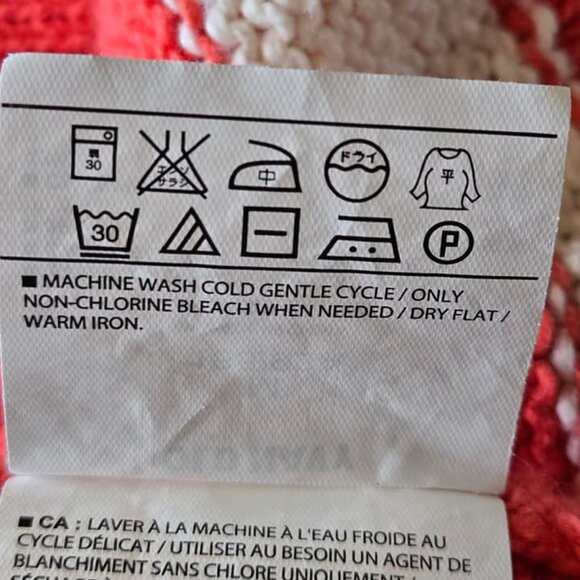 弱
30
エンソ
サラシ
中
ドライ
平
30
P
■ MACHINE WASH COLD GENTLE CYCLE / ONLY
NON-CHLORINE BLEACH WHEN NEEDED / DRY FLAT /
WARM IRON.
■ CA : LAVER À LA MACHINE À L'EAU FROIDE AU
CYCLE DÉLICAT / UTILISER AU BESOIN UN AGENT DE
BLANCHIMENT SANS CHLORE UNIQUEMENT /